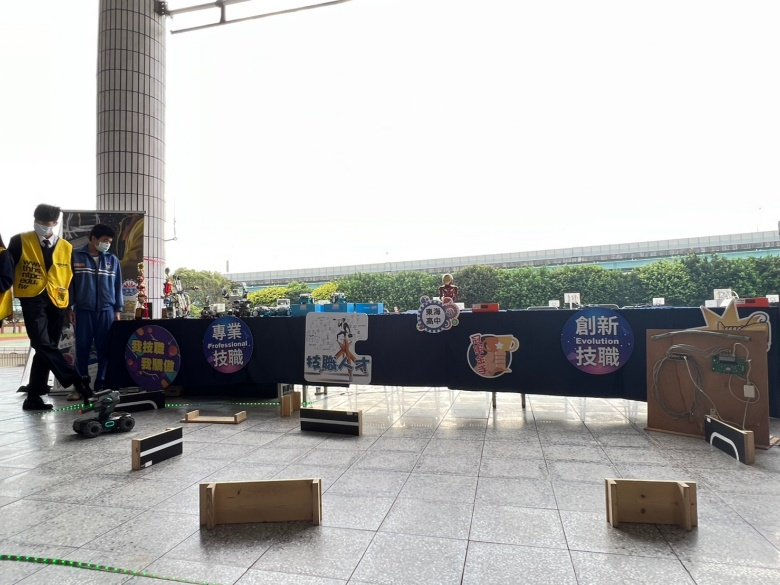 我技職
我驕傲
專業
Professional
技職
技職人才
東海
高中
創新
Evolution
技職